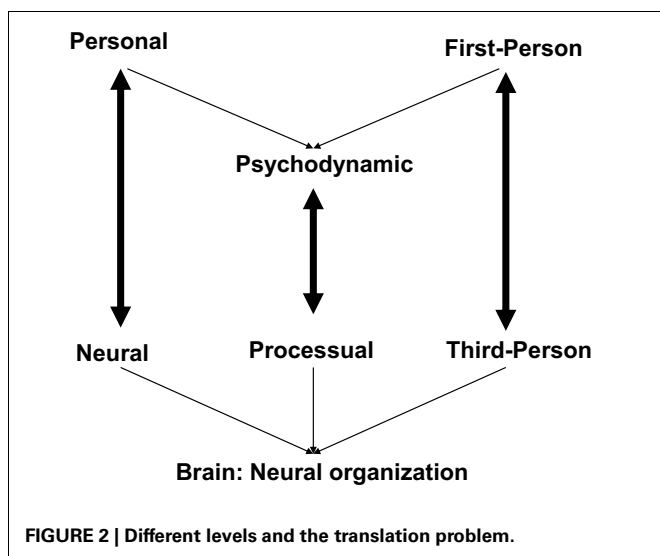 Personal
First-Person
Psychodynamic
Neural
Processual
Third-Person
Brain: Neural organization
FIGURE 2 | Different levels and the translation problem.